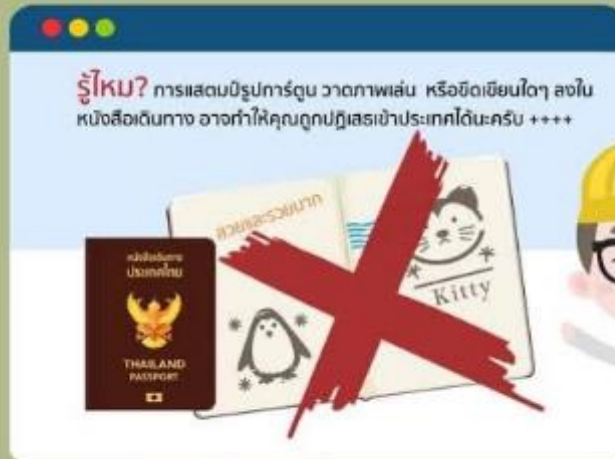 รู้ไหม? การแสตมป์รูปการ์ตูน วาดภาพเล่น หรือขีดเขียนใดๆ ลงใน
หนังสือเดินทาง อาจทำให้คุณถูกปฏิเสธเข้าประเทศได้นะครับ ++++
สวยและรวยมาก
Kitty
หนังสือเดินทาง
ประเทศไทย
THAILAND
PASSPORT